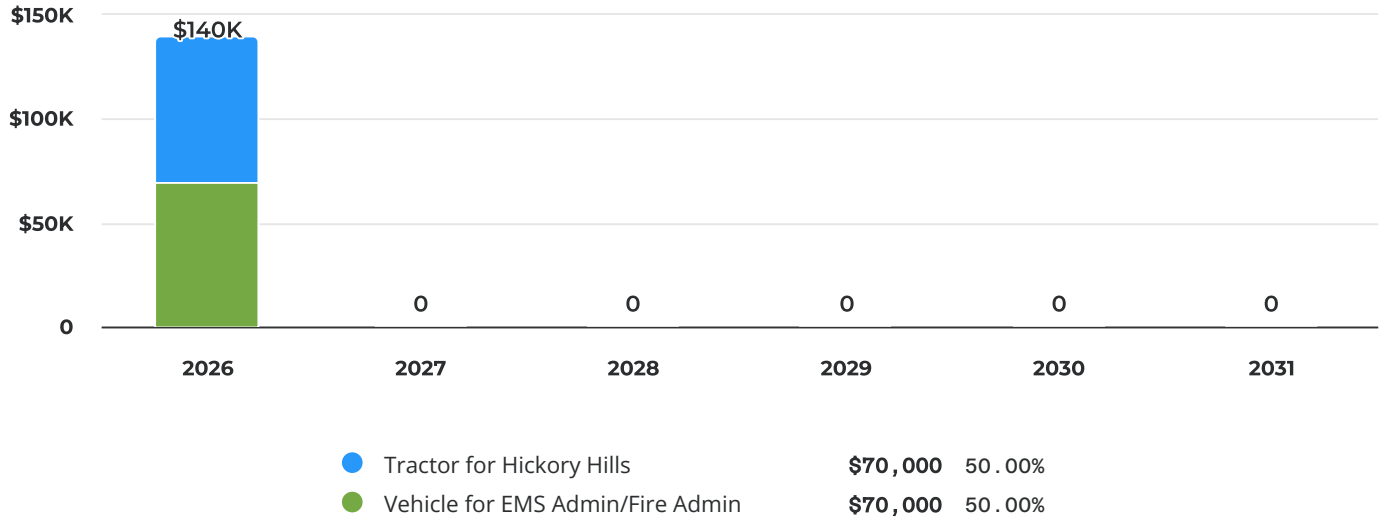 $150K
$140K
$100K
$50K
0 0 0 0 0
0
2026 2027 2028 2029 2030 2031
Tractor for Hickory Hills $70,000 50.00%
Vehicle for EMS Admin/Fire Admin $70,000 50.00%